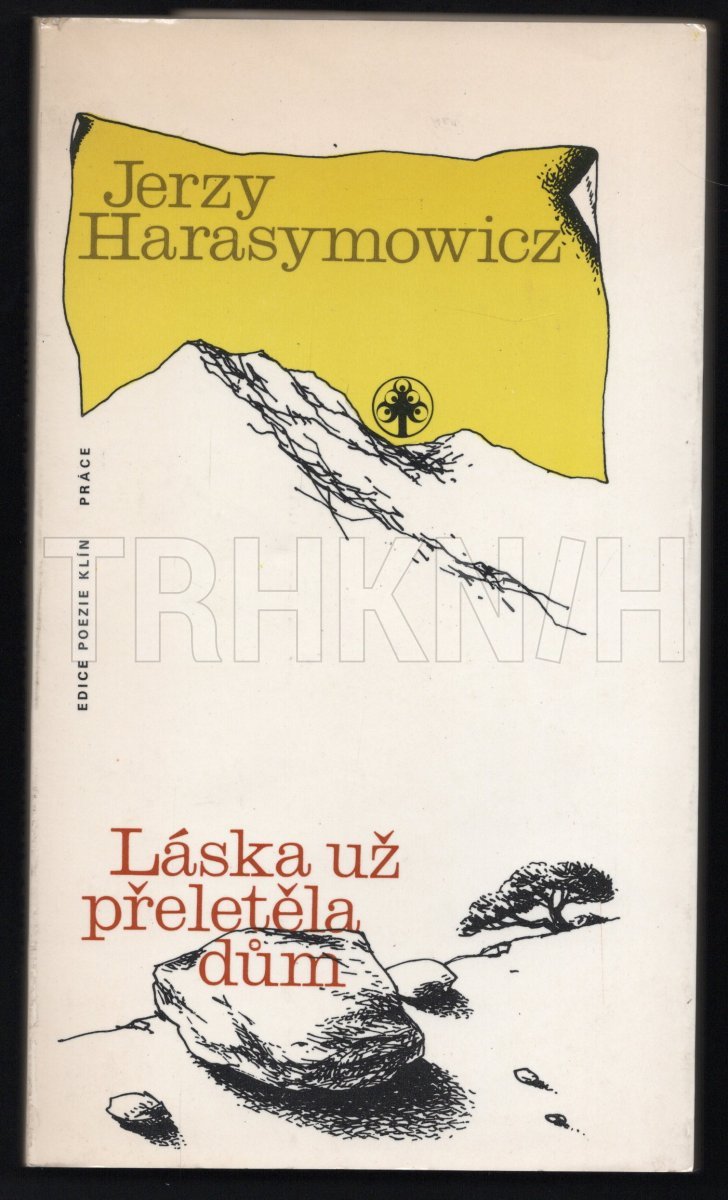 Jerzy
Harasymowicz
EDICE POEZIE KLÍN PRÁCE
TRHKNIH
Láska už
přeletěla
dům